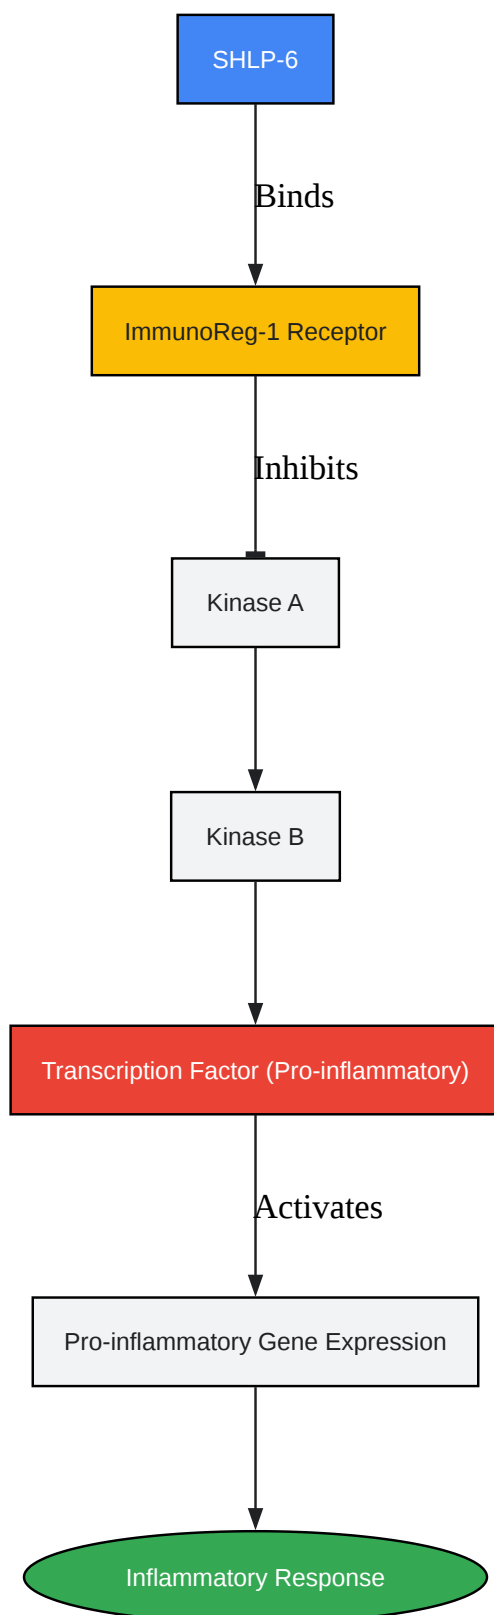 SHLP-6
Binds
ImmunoReg-1 Receptor
Inhibits
Kinase A
Kinase B
Transcription Factor (Pro-inflammatory)
Activates
Pro-inflammatory Gene Expression
Inflammatory Response